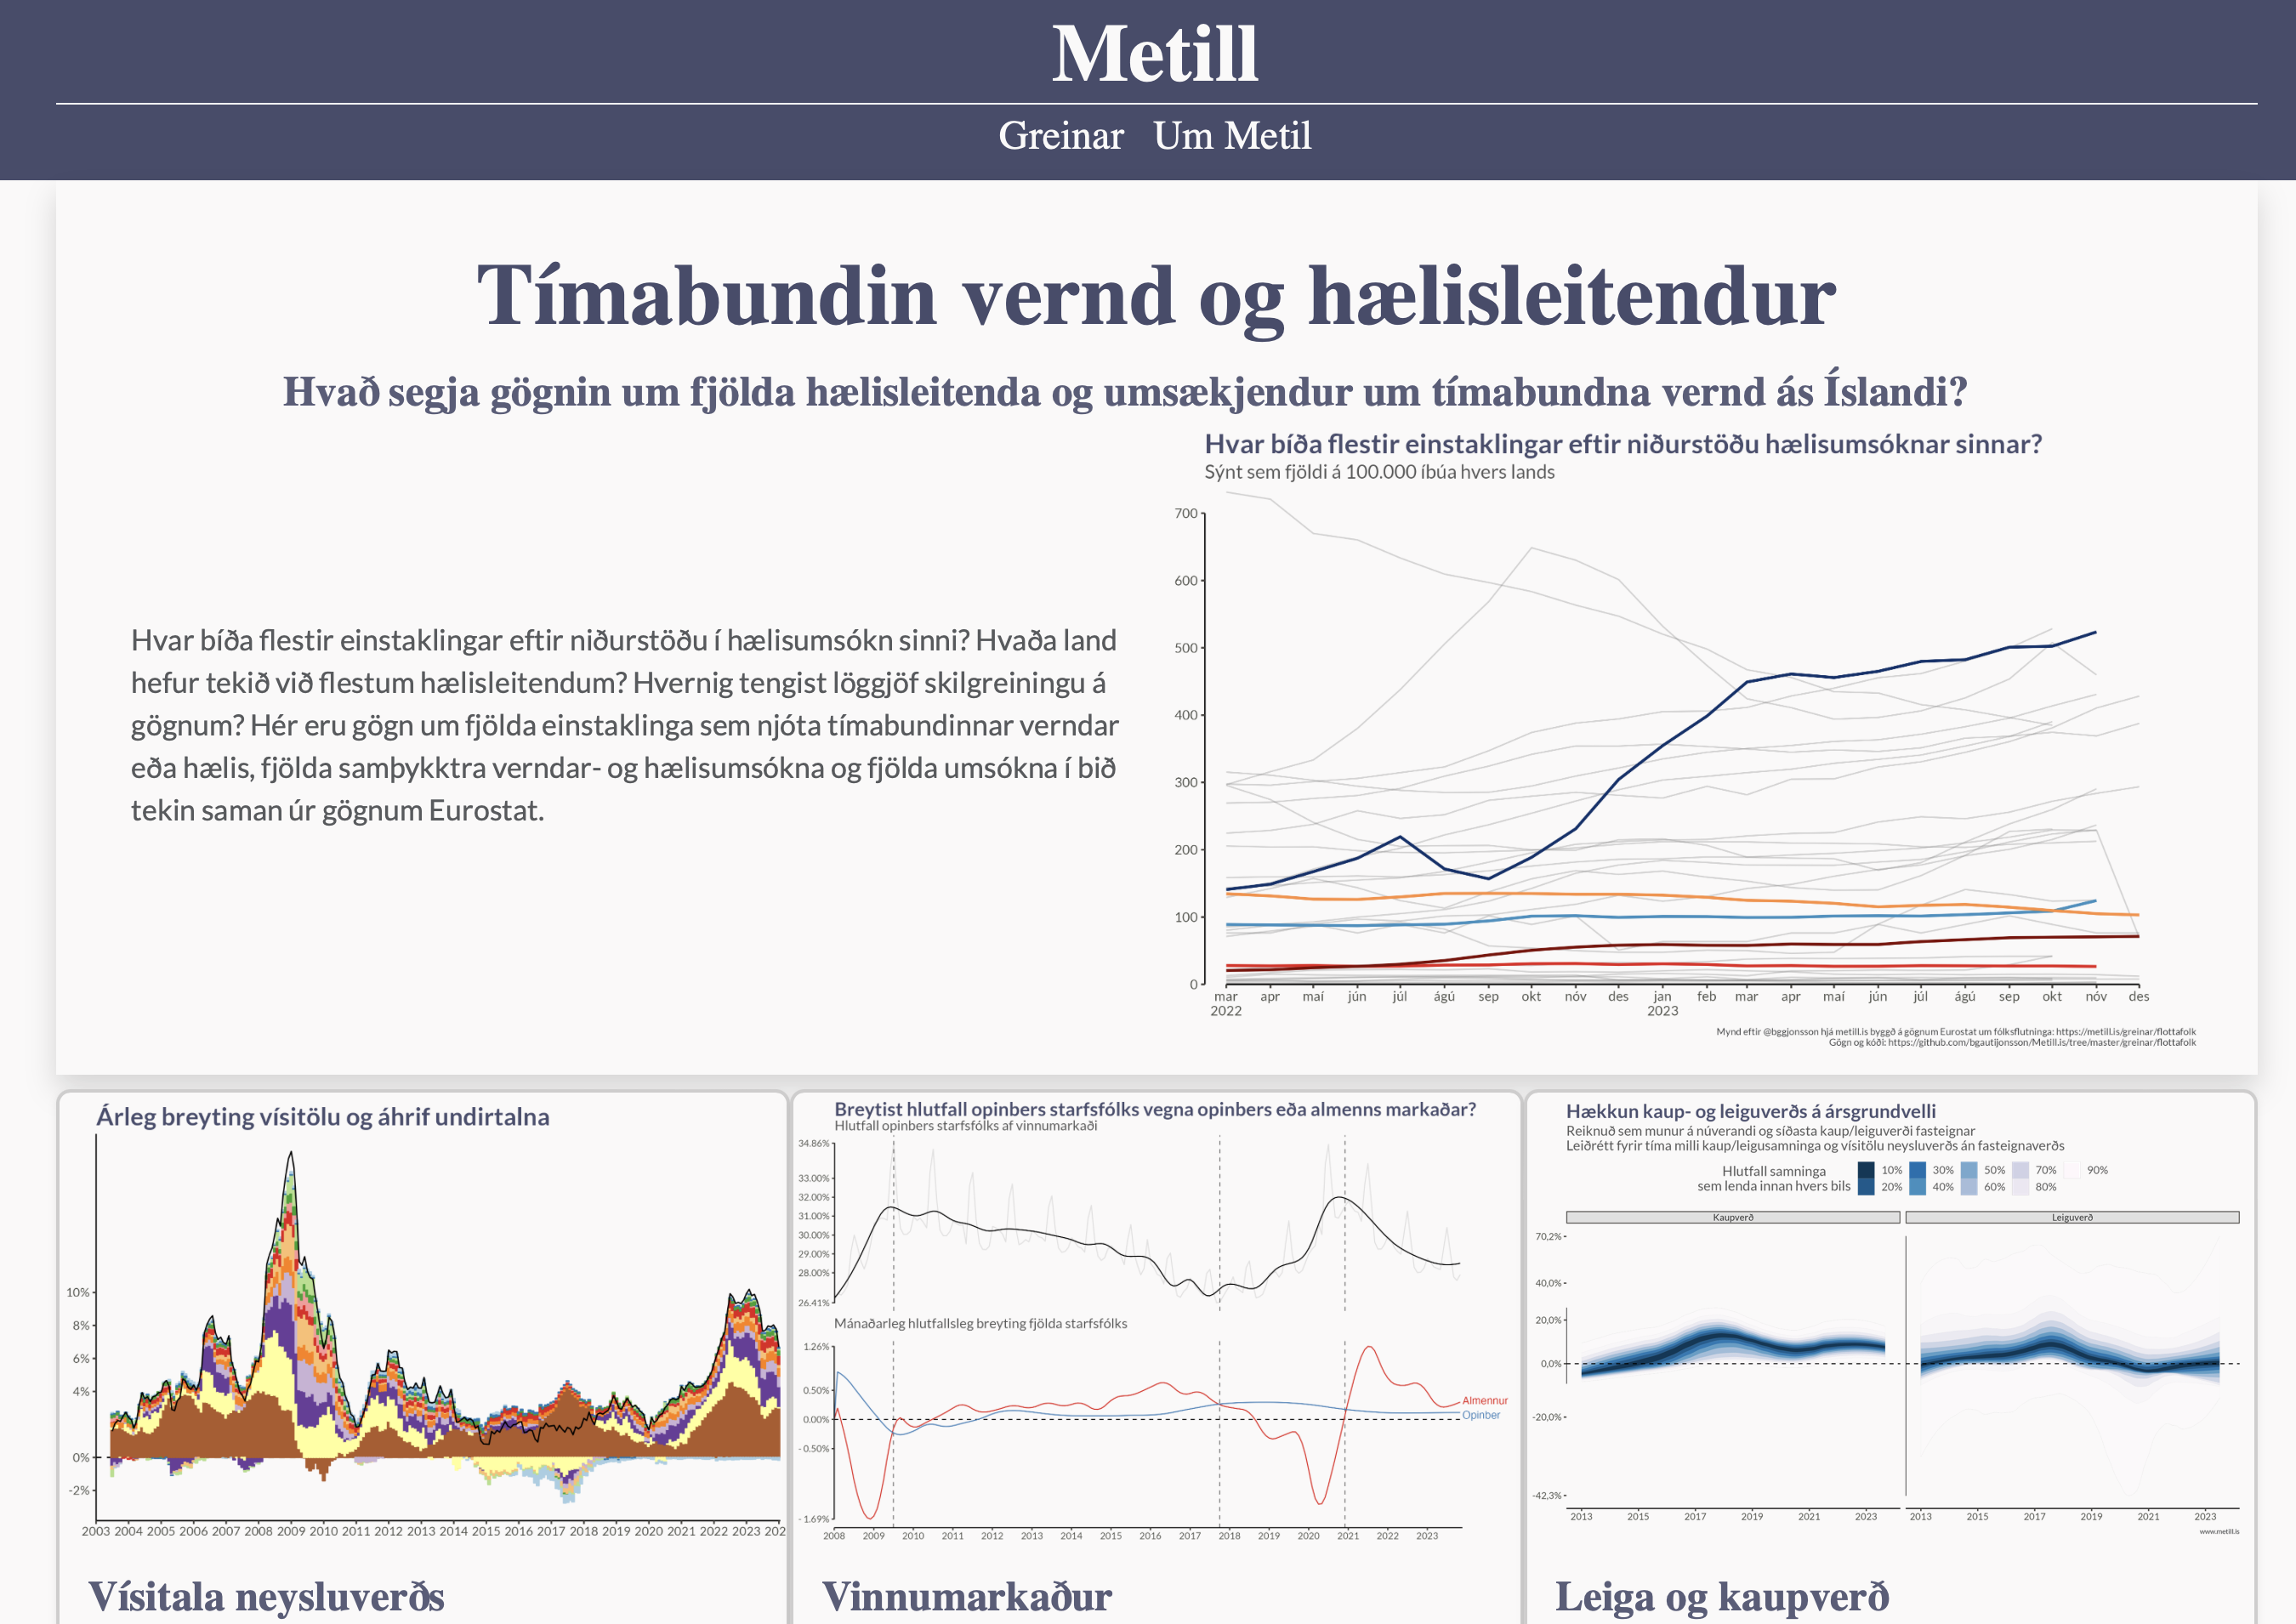 Metill
Greinar Um Metil
Tímabundin vernd og hælisleitendur
Hvað segja gögnin um fjölda hælisleitenda og umsækjendur um tímabundna vernd ás Íslandi?
Hvar bíða flestir einstaklingar eftir niðurstöðu í hælisumsókn sinni? Hvaða land
hefur tekið við flestum hælisleitendum? Hvernig tengist löggjöf skilgreiningu á
gögnum? Hér eru gögn um fjölda einstaklinga sem njóta tímabundinnar verndar
eða hælis, fjölda samþykktra verndar- og hælisumsókna og fjölda umsókna í bið
tekin saman úr gögnum Eurostat.
Hvar bíða flestir einstaklingar eftir niðurstöðu hælisumsóknar sinnar?
Sýnt sem fjöldi á 100.000 íbúa hvers lands
700
600
500
400
300
200
100
0
mar apr maí jún júl ágú sep okt nóv des jan feb mar apr maí jún júl ágú sep okt nóv des
2022 2023
Mynd eftir @bggjonsson hjá metill.is byggð á gögnum Eurostat um fólksflutninga: https://metill.is/greinar/flottafolk
Gögn og kóði: https://github.com/bgautijonsson/Metill.is/tree/master/greinar/flottafolk
Árleg breyting vísitölu og áhrif undirtalna
10%
8%
6%
4%
0%
-2%
2003 2004 2005 2006 2007 2008 2009 2010 2011 2012 2013 2014 2015 2016 2017 2018 2019 2020 2021 2022 2023 202
Vísitala neysluverðs
Breytist hlutfall opinbers starfsfólks vegna opinbers eða almenns markaðar?
Hlutfall opinbers starfsfólks af vinnumarkaði
34.86%
33.00%
32.00%
31.00%
30.00%
29.00%
28.00%
26.41%
Mánaðarleg hlutfallsleg breyting fjölda starfsfólks
1.26%
0.50%
0.00%
- 0.50%
- 1.69%
Almennur
Opinber
2008 2009 2010 2011 2012 2013 2014 2015 2016 2017 2018 2019 2020 2021 2022 2023
Vinnumarkaður
Hækkun kaup- og leiguverðs á ársgrundvelli
Reiknuð sem munur á núverandi og síðasta kaup/leiguverði fasteignar
Leiðrétt fyrir tíma milli kaup/leigusamninga og vísitölu neysluverðs án fasteignaverðs
Hlutfall samninga
sem lenda innan hvers bils
10% 30% 50% 70% 90%
20% 40% 60% 80%
Kaupverð Leiguverð
70,2%
40,0%
20,0%
0,0%
-20,0%
-42,3%
2013 2015 2017 2019 2021 2023 2013 2015 2017 2019 2021 2023
www.metill.is
Leiga og kaupverð